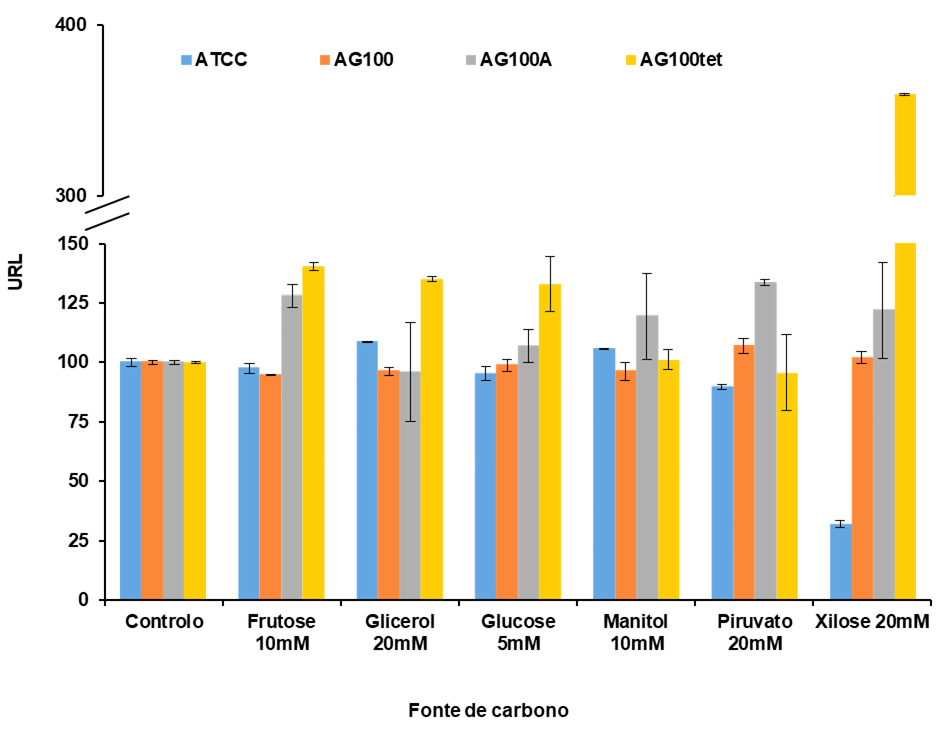 400
ATCC AG100 AG100A AG100tet
300
150
125
100
75
50
25
0
URL
Controlo Frutose Glicerol Glucose Manitol Piruvato Xilose 20mM
10mM 20mM 5mM 10mM 20mM
Fonte de carbono